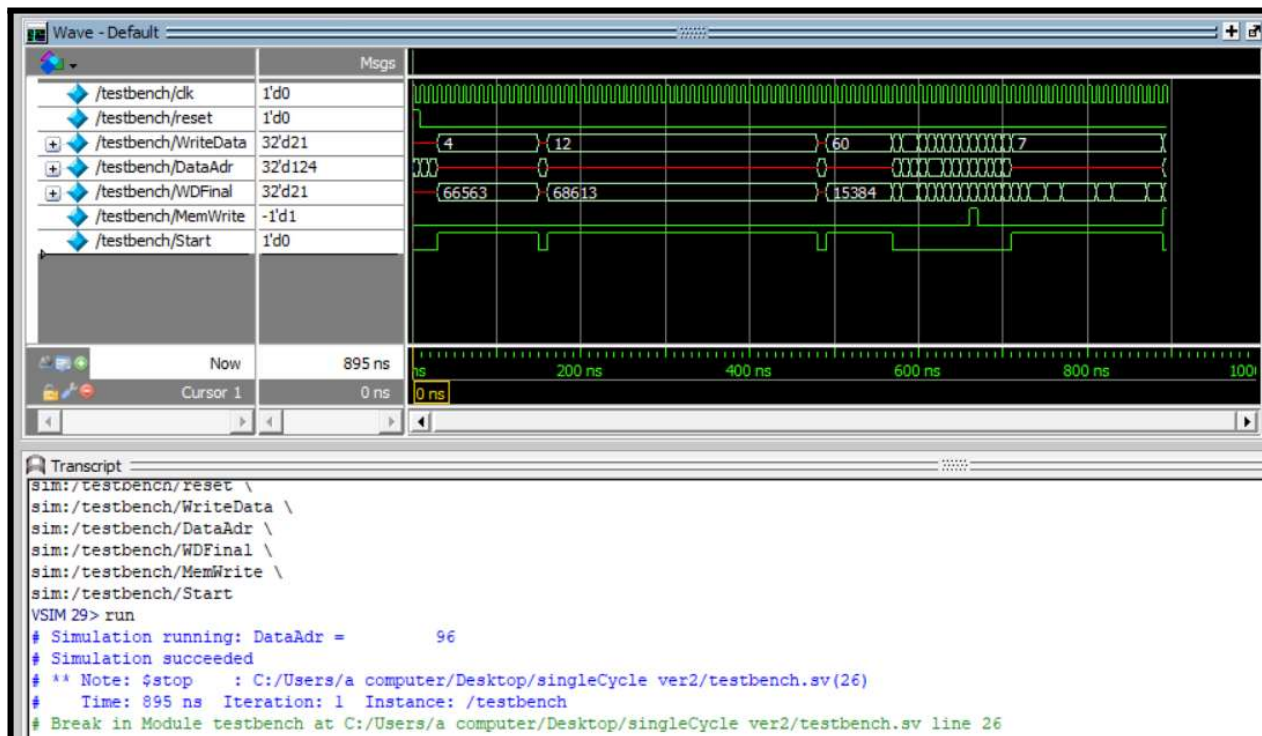 Wave - Default
Msgs
/testbench/clk 1'd0
/testbench/reset 1'd0
/testbench/WriteData 32'd21 4 12 60 7
/testbench/DataAdr 32'd124
/testbench/WDFinal 32'd21 66563 68613 15384
/testbench/MemWrite -1'd1
/testbench/Start 1'd0
Now 895 ns ns 200 ns 400 ns 600 ns 800 ns 100
Cursor 1 0 ns 0 ns
Transcript
sim:/testbench/reset \
sim:/testbench/WriteData \
sim:/testbench/DataAdr \
sim:/testbench/WDFinal \
sim:/testbench/MemWrite \
sim:/testbench/Start
VSIM 29> run
# Simulation running: DataAdr = 96
# Simulation succeeded
# ** Note: $stop : C:/Users/a computer/Desktop/singleCycle ver2/testbench.sv(26)
# Time: 895 ns Iteration: 1 Instance: /testbench
# Break in Module testbench at C:/Users/a computer/Desktop/singleCycle ver2/testbench.sv line 26